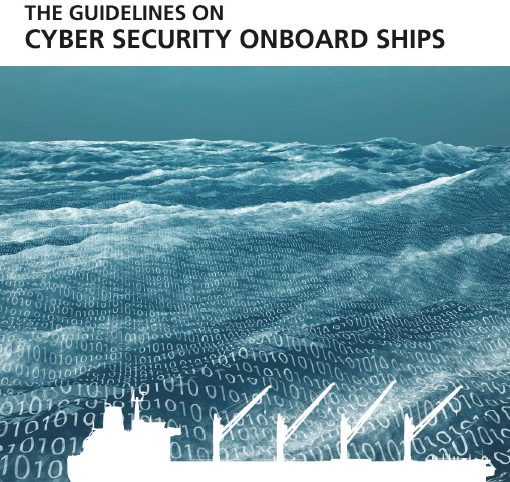 THE GUIDELINES ON
CYBER SECURITY ONBOARD SHIPS